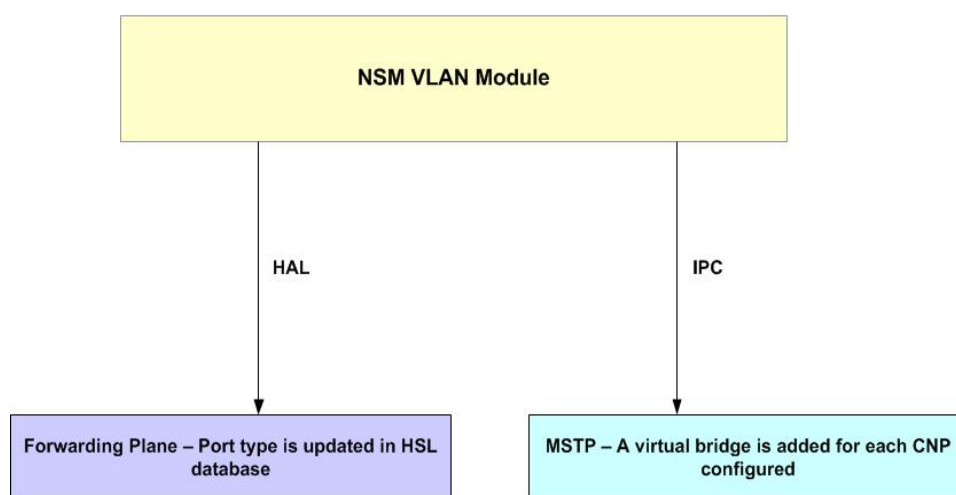 NSM VLAN Module
HAL
IPC
Forwarding Plane – Port type is updated in HSL
database
MSTP – A virtual bridge is added for each CNP
configured